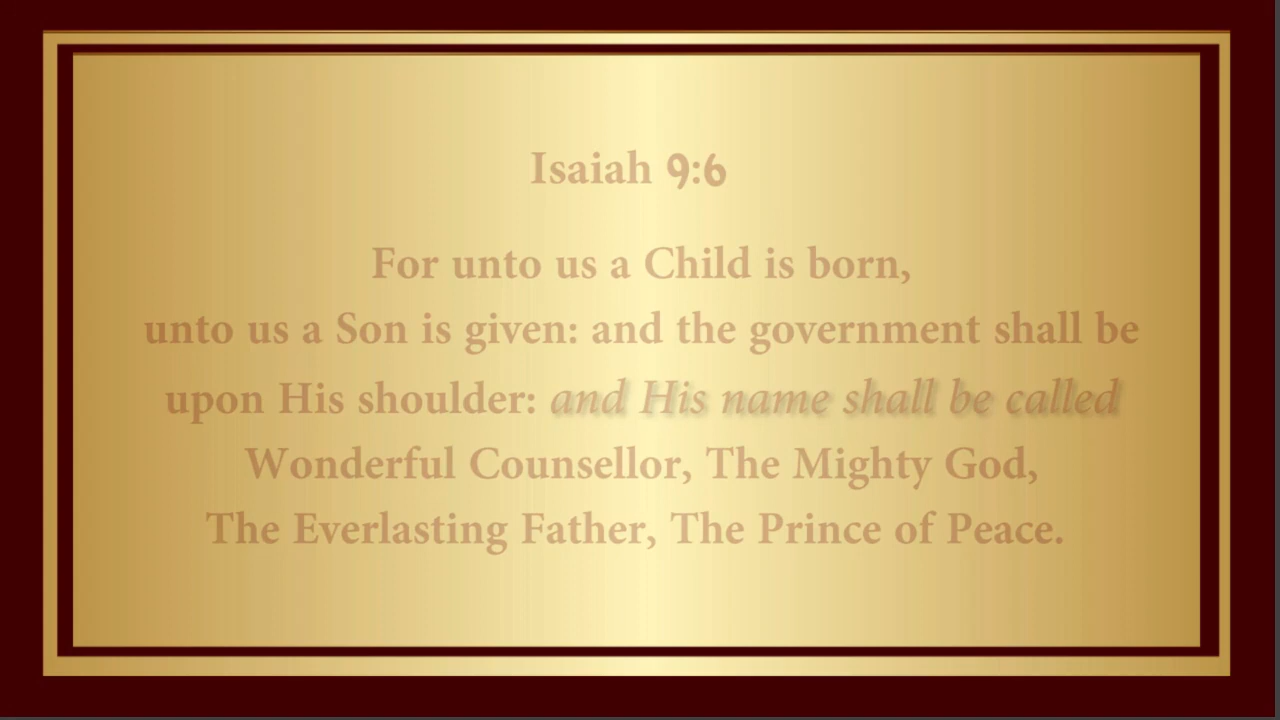 Isaiah 9:6
For unto us a Child is born,
unto us a Son is given: and the government shall be
upon His shoulder: and His name shall be called
Wonderful Counsellor, The Mighty God,
The Everlasting Father, The Prince of Peace.